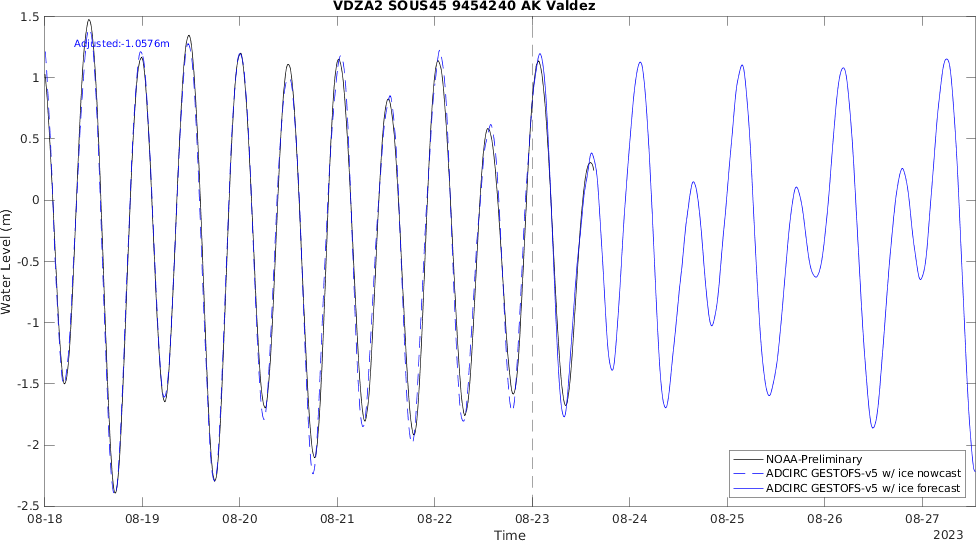 VDZA2 SOUS45 9454240 AK Valdez
Adjusted:-1.0576m
1.5
1
0.5
0
-0.5
-1
-1.5
-2
-2.5
Water Level (m)
NOAA-Preliminary
ADCIRC GESTOFS-v5 w/ ice nowcast
ADCIRC GESTOFS-v5 w/ ice forecast
08-18 08-19 08-20 08-21 08-22 08-23 08-24 08-25 08-26 08-27
Time
2023